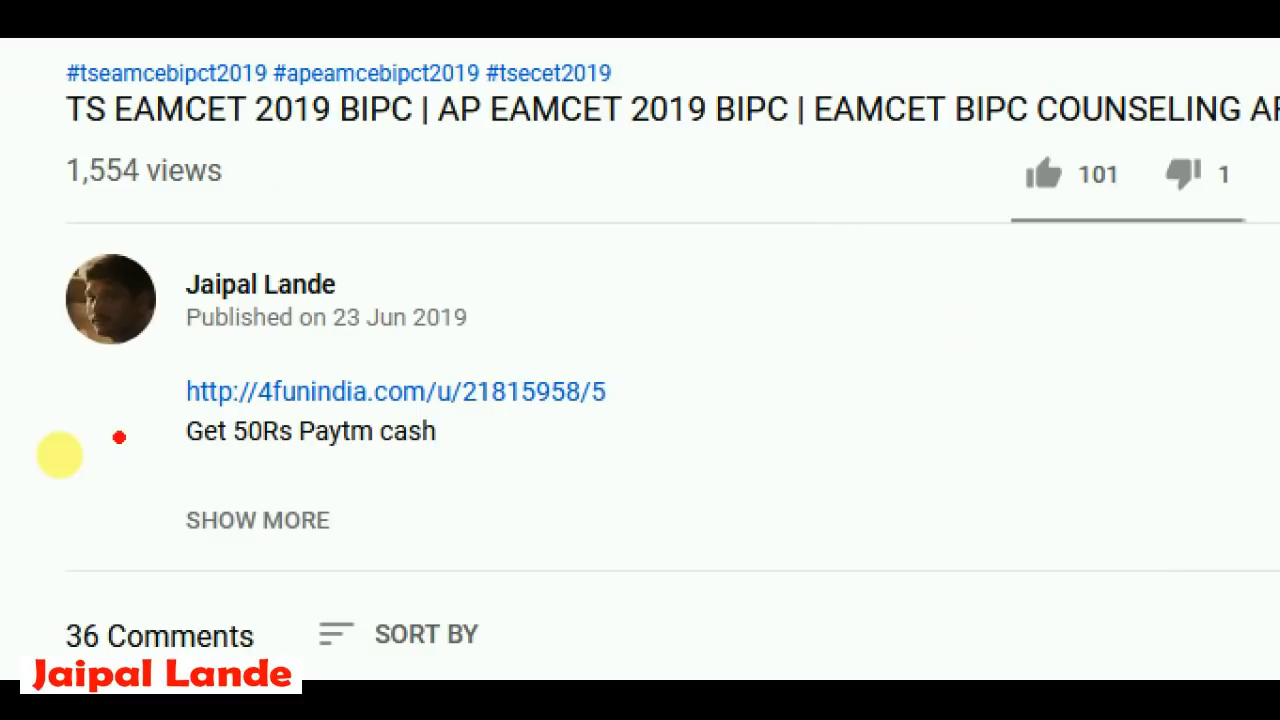 #tseamcebipct2019 #apeamcebipct2019 #tsecet2019
TS EAMCET 2019 BIPC | AP EAMCET 2019 BIPC | EAMCET BIPC COUNSELING
1,554 views
101 1
Jaipal Lande
Published on 23 Jun 2019
http://4funindia.com/u/21815958/5
Get 50Rs Paytm cash
SHOW MORE
36 Comments SORT BY
Jaipal Lande